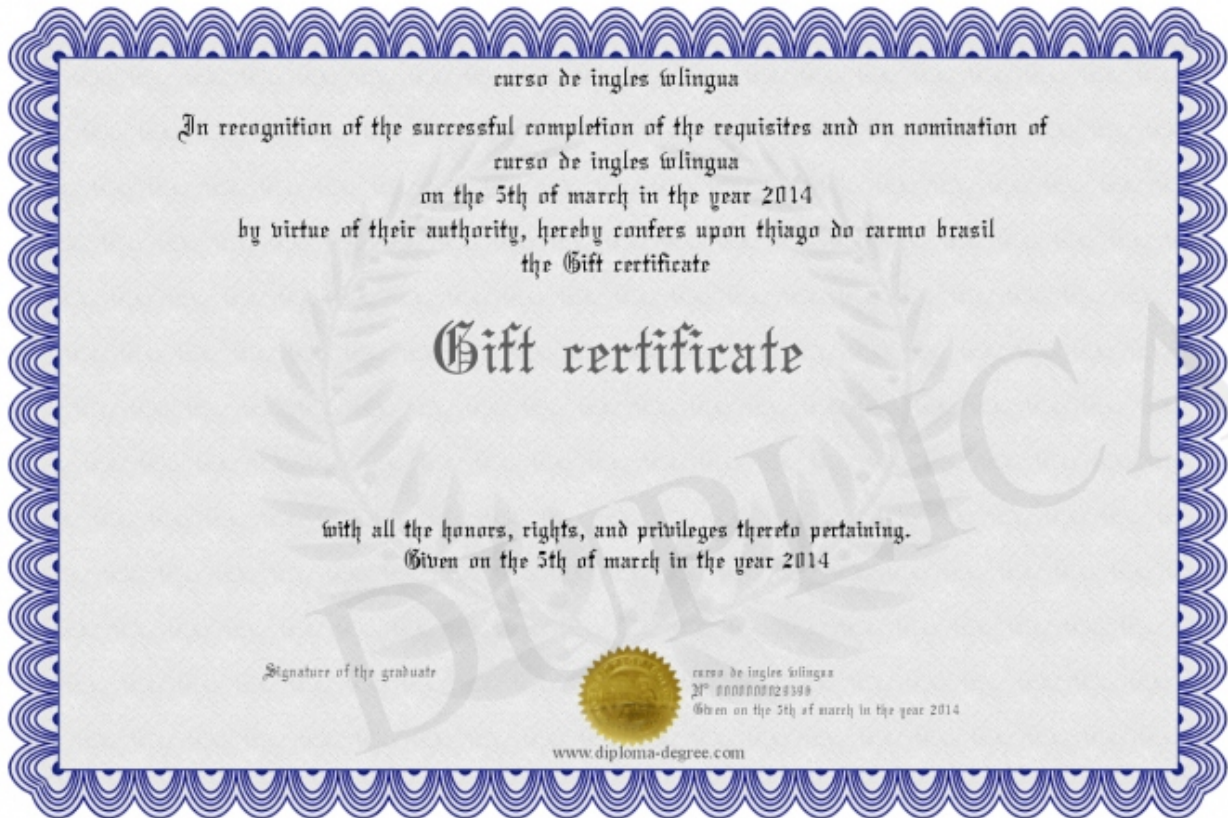 curso de ingles wlingua
In recognition of the successful completion of the requisites and on nomination of
curso de ingles wlingua
on the 5th of march in the year 2014
by virtue of their authority, hereby confers upon thiago do carmo brasil
the Gift certificate
Gift certificate
with all the honors, rights, and privileges thereto pertaining.
Given on the 5th of march in the year 2014
DUPLICA
Signature of the graduate
curso de ingles wlingua
Given on the 5th of march in the year 2014
www.diploma-degree.com